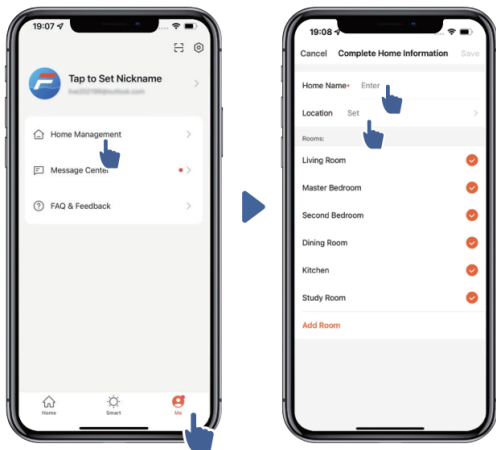 19:07
Tap to Set Nickname
Home Management
Message Center
FAQ & Feedback
Home
Smart
Me
19:08
Cancel Complete Home Information Save
Home Name* Enter
Location Set
Rooms:
Living Room
Master Bedroom
Second Bedroom
Dining Room
Kitchen
Study Room
Add Room